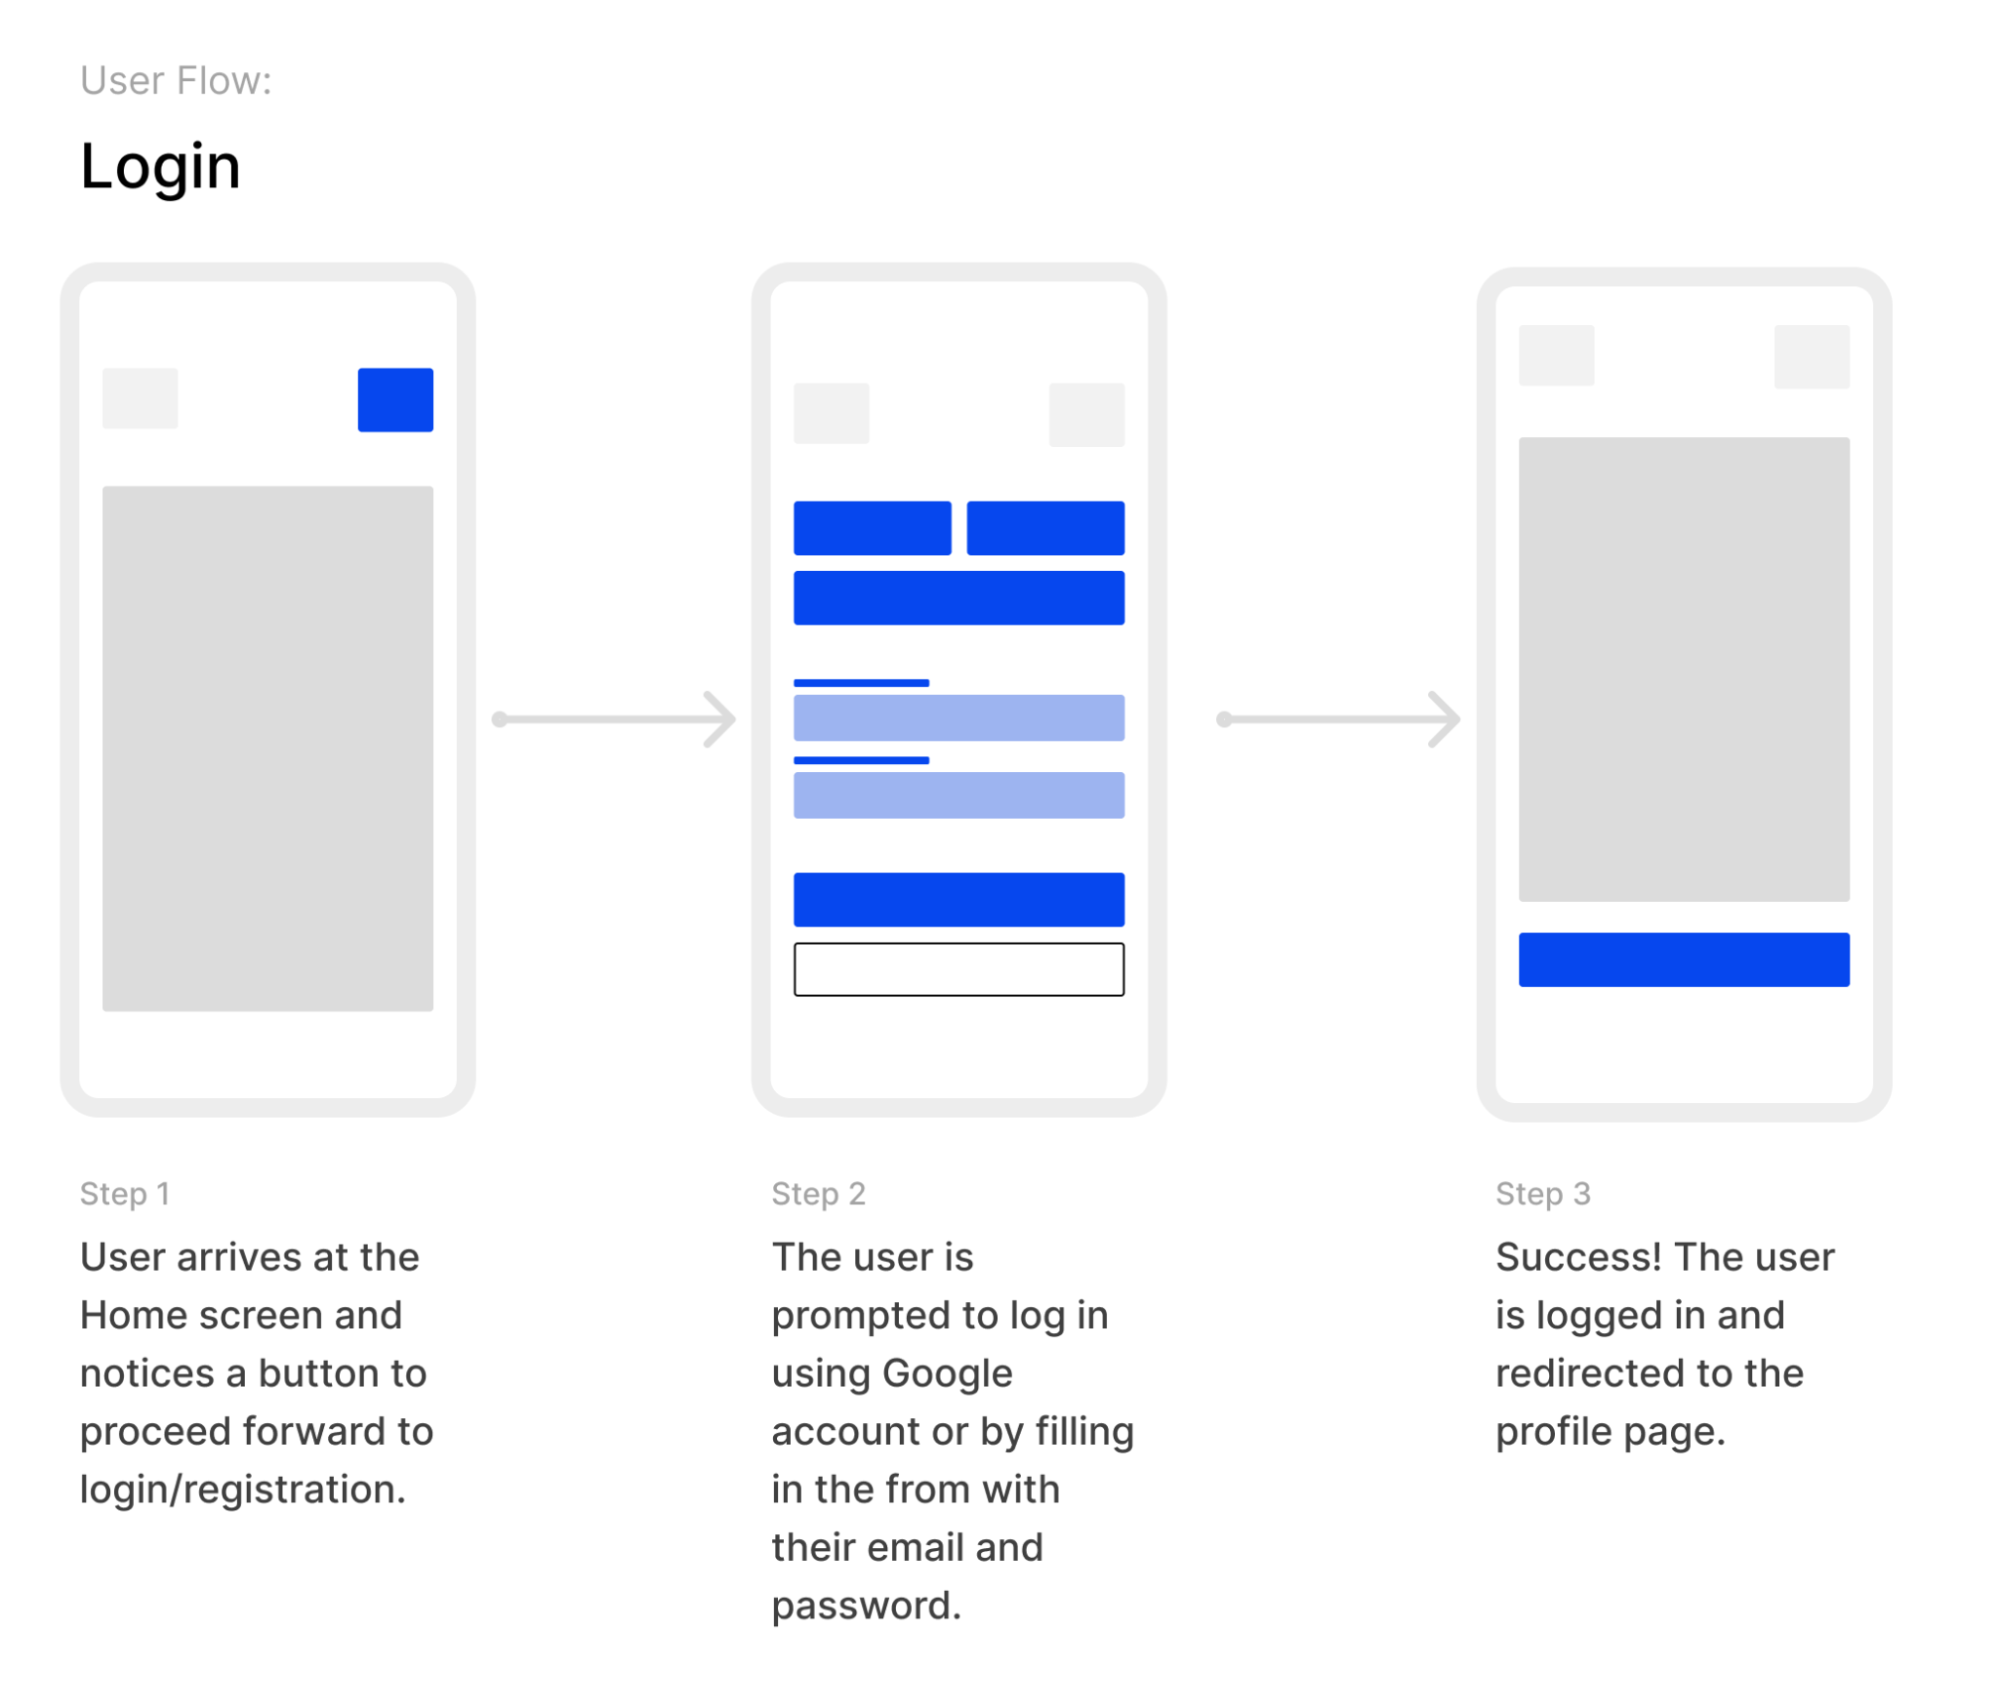 User Flow:
Login
Step 1
User arrives at the
Home screen and
notices a button to
proceed forward to
login/registration.
Step 2
The user is
prompted to log in
using Google
account or by filling
in the from with
their email and
password.
Step 3
Success! The user
is logged in and
redirected to the
profile page.